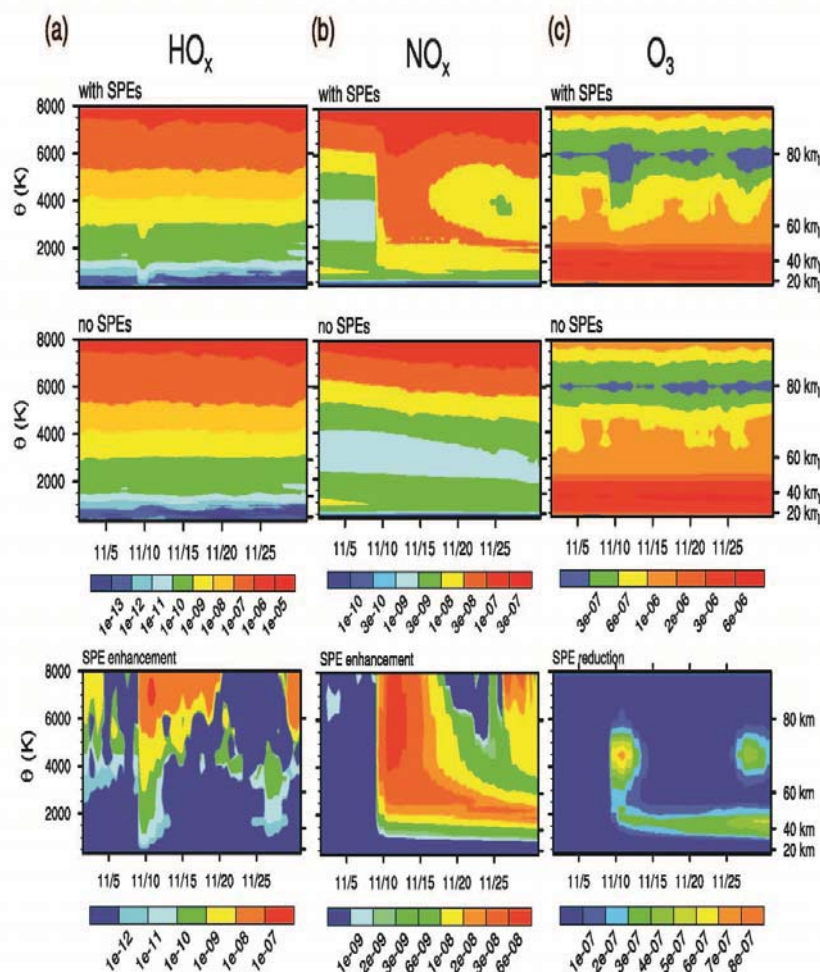 (a) (b) (c)
HOx NOx O3
with SPEs with SPEs with SPEs
8000
6000 80 km
4000 60 km
2000 40 km
20 km
Θ (K)
no SPEs no SPEs no SPEs
8000
6000 80 km
4000 60 km
2000 40 km
20 km
Θ (K)
11/5 11/10 11/15 11/20 11/25 11/5 11/10 11/15 11/20 11/25 11/5 11/10 11/15 11/20 11/25
1e-13 1e-12 1e-11 1e-10 1e-09 1e-08 1e-07 1e-06 1e-05 1e-10 3e-10 1e-09 3e-09 1e-08 3e-08 1e-07 3e-07 3e-07 6e-07 1e-06 2e-06 3e-06 6e-06
SPE enhancement SPE enhancement SPE reduction
8000
6000 80 km
4000 60 km
2000 40 km
20 km
Θ (K)
11/5 11/10 11/15 11/20 11/25 11/5 11/10 11/15 11/20 11/25 11/5 11/10 11/15 11/20 11/25
1e-12 1e-11 1e-10 1e-09 1e-08 1e-07 1e-09 2e-09 3e-09 6e-09 1e-08 2e-08 3e-08 6e-08 1e-07 2e-07 3e-07 4e-07 5e-07 6e-07 7e-07 8e-07